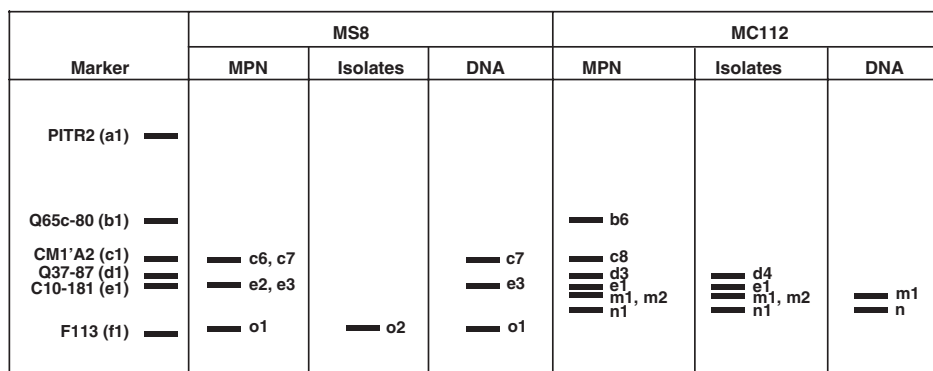 MS8 MC112
Marker MPN Isolates DNA MPN Isolates DNA
PITR2 (a1)
Q65c-80 (b1) b6
CM1'A2 (c1) c6, c7 c7 c8
Q37-87 (d1) d3 d4
C10-181 (e1) e2, e3 e3 e1 e1
m1, m2 m1, m2 m1
n1 n1 n
F113 (f1) o1 o2 o1